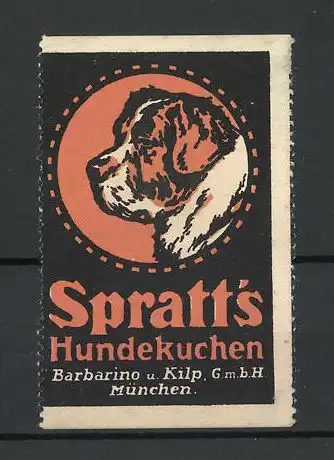 Spratt's
Hundekuchen
Barbarino u. Kilp, G.m.b.H
München.